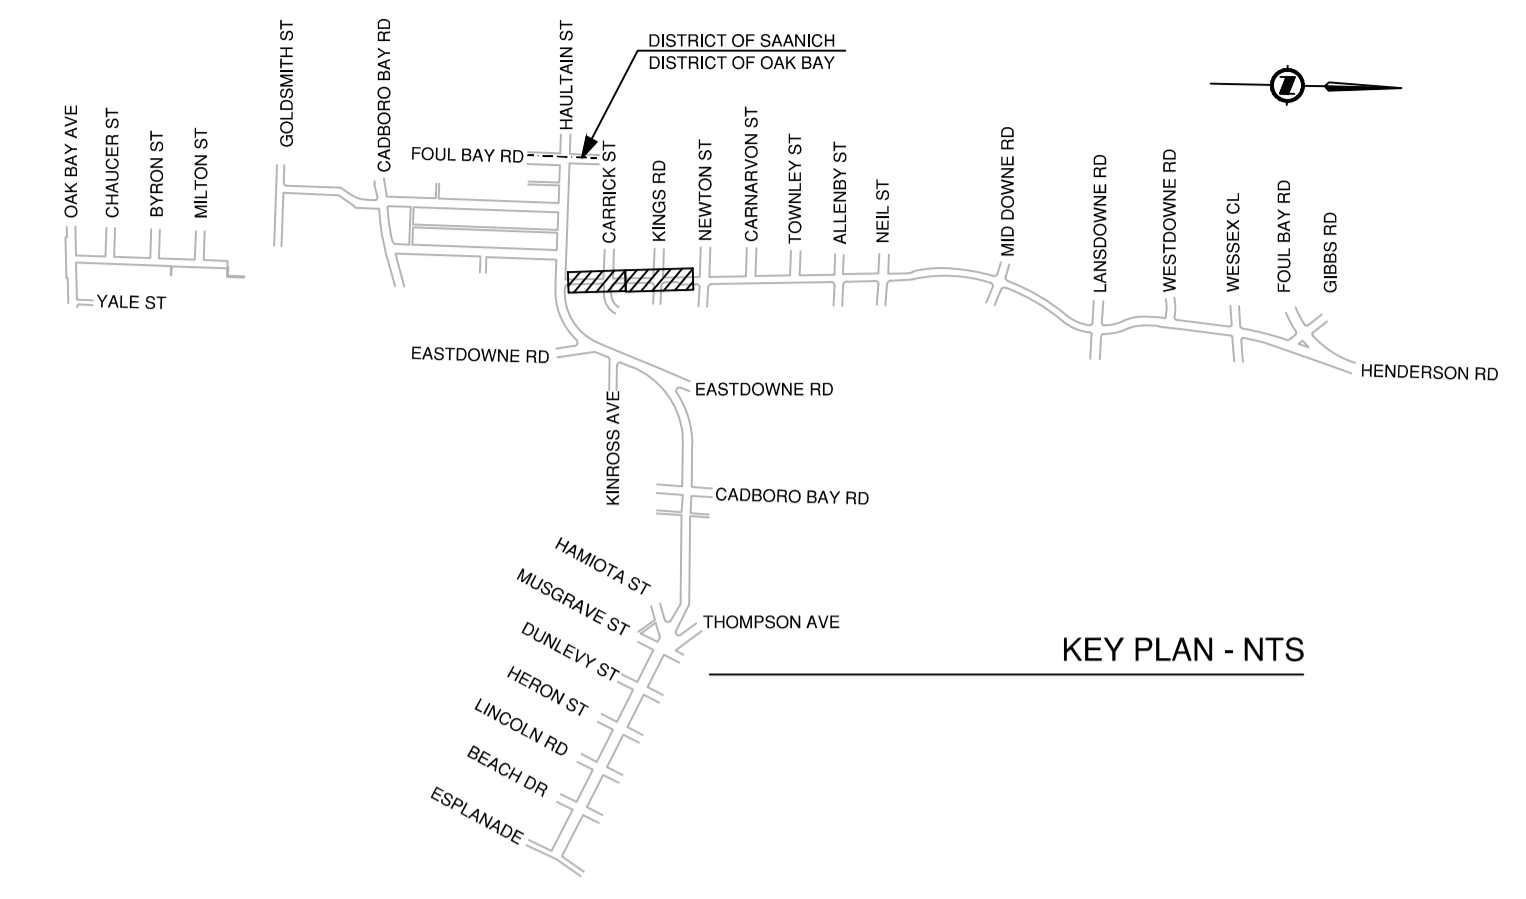 OAK BAY AVE
CHAUCER ST
BYRON ST
MILTON ST
GOLDSMITH ST
CADBORO BAY RD
HAULTAIN ST
DISTRICT OF SAANICH
DISTRICT OF OAK BAY
FOUL BAY RD
CARRICK ST
KINGS RD
NEWTON ST
CARNARVON ST
TOWNLEY ST
ALLENBY ST
NEIL ST
MID DOWNE RD
LANSDOWNE RD
WESTDOWNE RD
WESSEX CL
FOUL BAY RD
GIBBS RD
Z
YALE ST
EASTDOWNE RD
HENDERSON RD
EASTDOWNE RD
KINROSS AVE
CADBORO BAY RD
HAMIOTA ST
MUSGRAVE ST
THOMPSON AVE
DUNLEVY ST
HERON ST
LINCOLN RD
BEACH DR
ESPLANADE
KEY PLAN - NTS